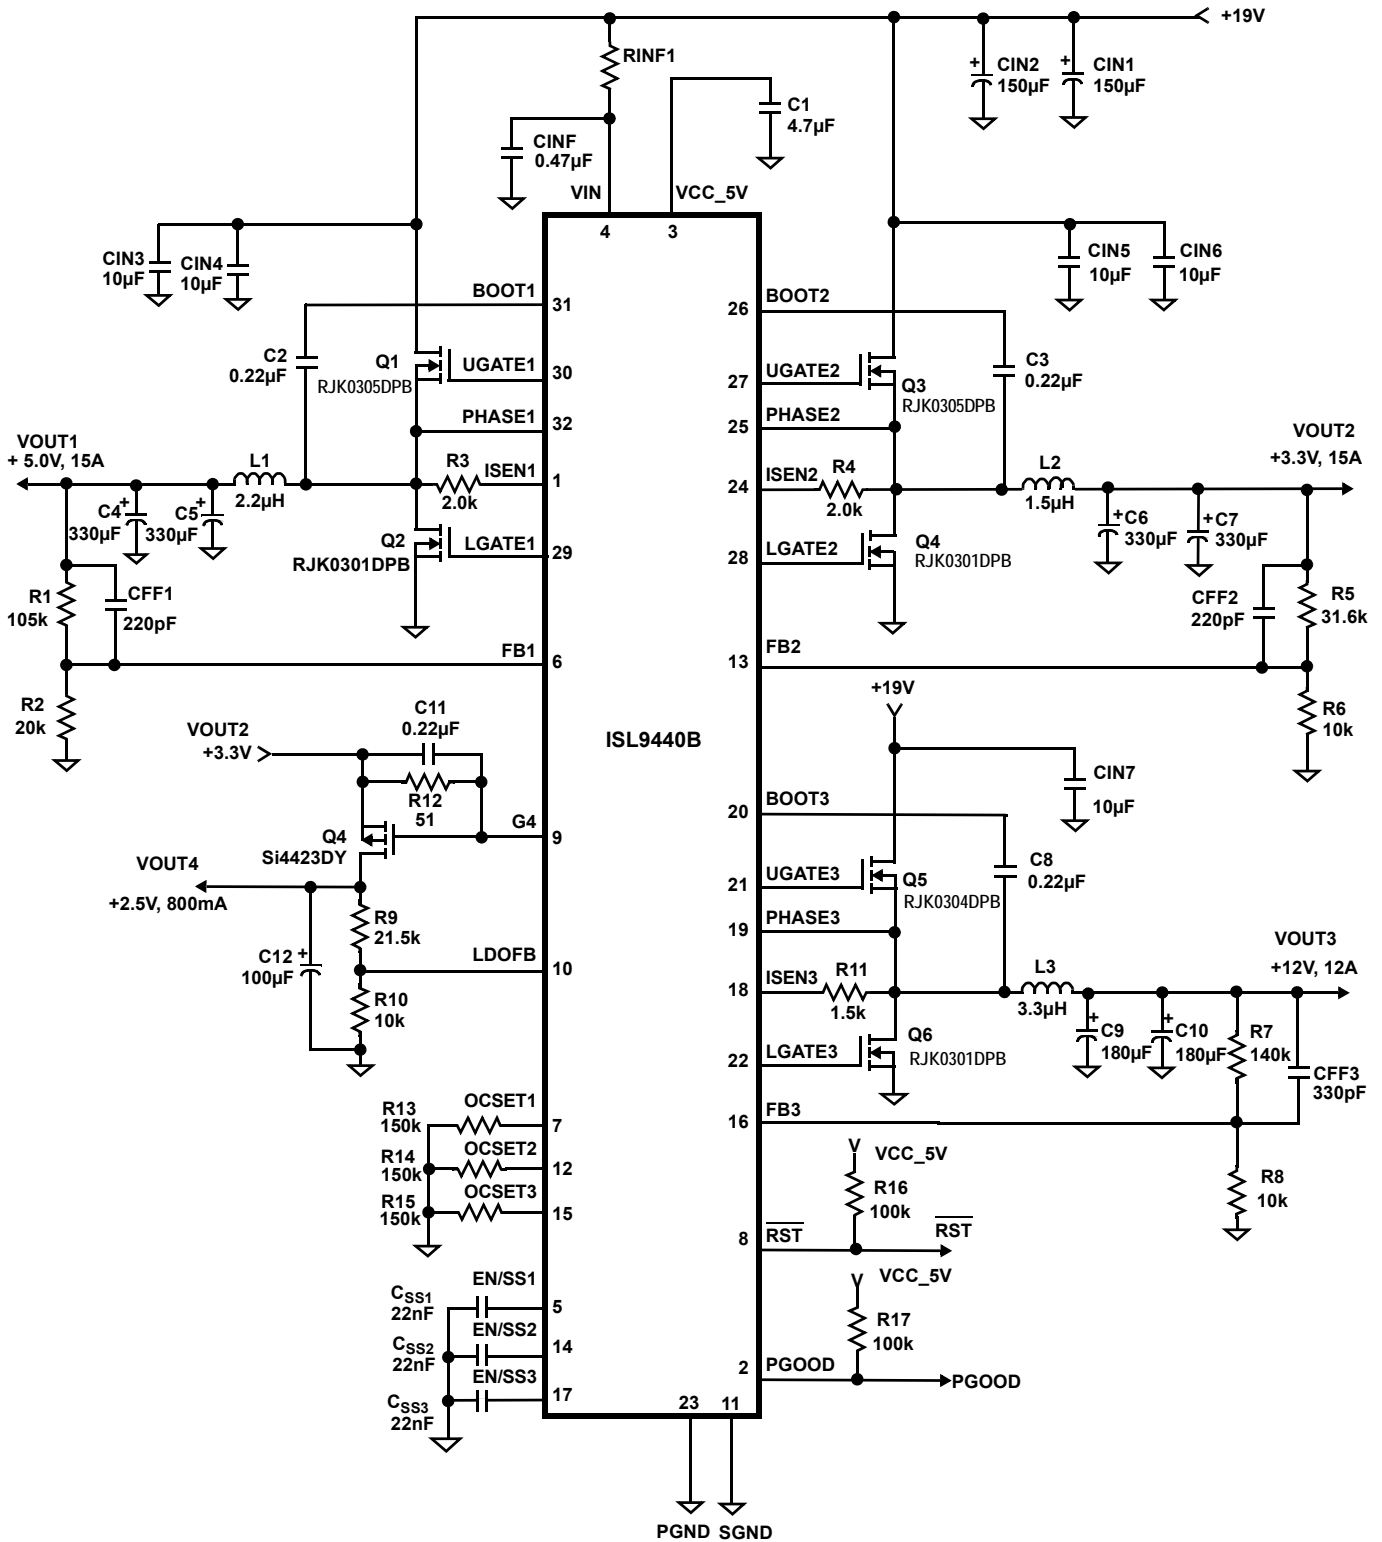 +19V
RINF1
CIN2
150µF
CIN1
150µF
C1
4.7µF
CINF
0.47µF
VIN
VCC_5V
4
3
CIN3
10µF
CIN4
10µF
CIN5
10µF
CIN6
10µF
BOOT1
31
26
BOOT2
C2
0.22µF
Q1
RJK0305DPB
UGATE1
30
27
UGATE2
Q3
RJK0305DPB
C3
0.22µF
PHASE1
32
25
PHASE2
VOUT1
+ 5.0V, 15A
L1
2.2µH
R3
2.0k
ISEN1
1
24
ISEN2
R4
2.0k
L2
1.5µH
VOUT2
+3.3V, 15A
C4
+
330µF
C5
+
330µF
Q2
RJK0301DPB
LGATE1
29
28
LGATE2
Q4
RJK0301DPB
+C6
330µF
+C7
330µF
R1
105k
CFF1
220pF
CFF2
220pF
R5
31.6k
FB1
6
13
FB2
R2
20k
R6
10k
C11
0.22µF
VOUT2
+3.3V
R12
51
ISL9440B
+19V
CIN7
10µF
Q4
Si4423DY
G4
9
20
BOOT3
C8
0.22µF
VOUT4
+2.5V, 800mA
21
UGATE3
Q5
RJK0304DPB
19
PHASE3
R9
21.5k
C12
+
100µF
LDOFB
10
18
ISEN3
R11
1.5k
L3
3.3µH
VOUT3
+12V, 12A
R10
10k
22
LGATE3
Q6
RJK0301DPB
+
C9
180µF
+
C10
180µF
R7
140k
CFF3
330pF
R13
150k
OCSET1
7
16
FB3
R14
150k
OCSET2
12
R15
150k
OCSET3
15
V
VCC_5V
R16
100k
R8
10k
8
RST
RST
V
VCC_5V
R17
100k
CSS1
22nF
EN/SS1
5
CSS2
22nF
EN/SS2
14
CSS3
22nF
EN/SS3
17
2
PGOOD
PGOOD
23
11
PGND
SGND